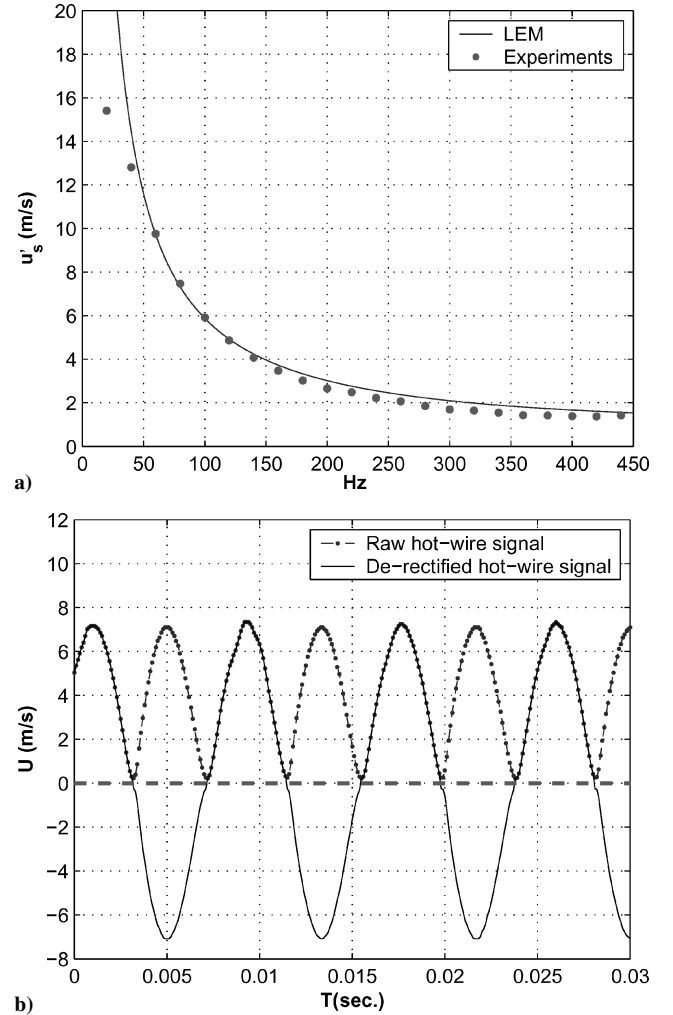 20
18
16
14
12
10
8
6
4
2
0
u's (m/s)
LEM
Experiments
0 50 100 150 200 250 300 350 400 450
Hz
a)
12
10
8
6
4
2
0
−2
−4
−6
−8
U (m/s)
Raw hot−wire signal
De−rectified hot−wire signal
0 0.005 0.01 0.015 0.02 0.025 0.03
T(sec.)
b)